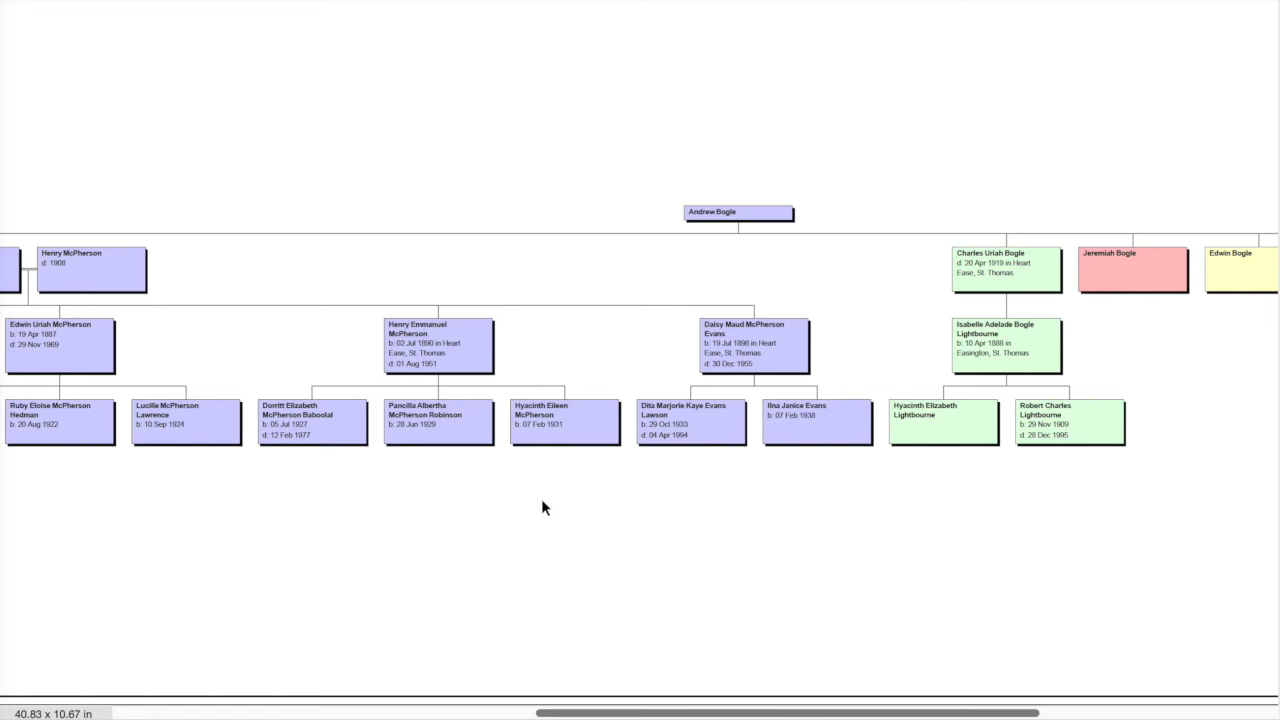 Andrew Bogle
Henry McPherson
d: 1908
Charles Uriah Bogle
d: 20 Apr 1919 in Heart
Ease, St. Thomas
Jeremiah Bogle
Edwin Bogle
Edwin Uriah McPherson
b: 19 Apr 1887
d: 29 Nov 1969
Henry Emmanuel
McPherson
b: 02 Jul 1890 in Heart
Ease, St. Thomas
d: 01 Aug 1951
Daisy Maud McPherson
Evans
b: 19 Jul 1898 in Heart
Ease, St. Thomas
d: 30 Dec 1955
Isabelle Adelade Bogle
Lightbourne
b: 10 Apr 1888 in
Easington, St. Thomas
Ruby Eloise McPherson
Hedman
b: 20 Aug 1922
Lucille McPherson
Lawrence
b: 10 Sep 1924
Dorritt Elizabeth
McPherson Baboolal
b: 05 Jul 1927
d: 12 Feb 1977
Pancilla Albertha
McPherson Robinson
b: 28 Jun 1929
Hyacinth Eileen
McPherson
b: 07 Feb 1931
Dita Marjorie Kaye Evans
Lawson
b: 29 Oct 1933
d: 04 Apr 1994
Ilna Janice Evans
b: 07 Feb 1938
Hyacinth Elizabeth
Lightbourne
Robert Charles
Lightbourne
b: 29 Nov 1909
d: 28 Dec 1995
40.83 x 10.67 in